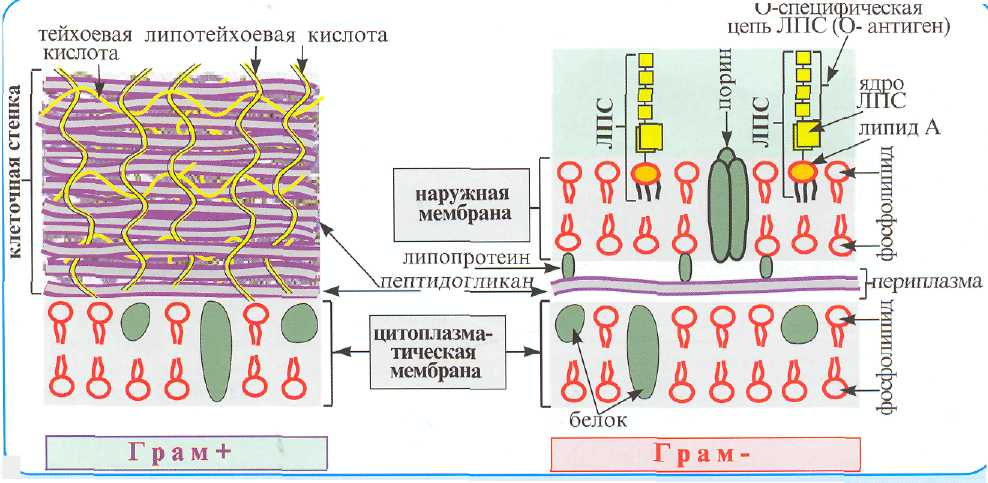 тейхоевая липотейхоевая кислота
кислота
клеточная стенка
О-специфическая
цепь ЛПС (О- антиген)
ЛПС
порин
ЛПС
ядро
ЛПС
липид А
наружная
мембрана
фосфолипид
фосфолипид
липопротеин
пептидогликан
периплазма
цитоплазма-
тическая
мембрана
фосфолипид
фосфолипид
белок
Грам+
Грам-